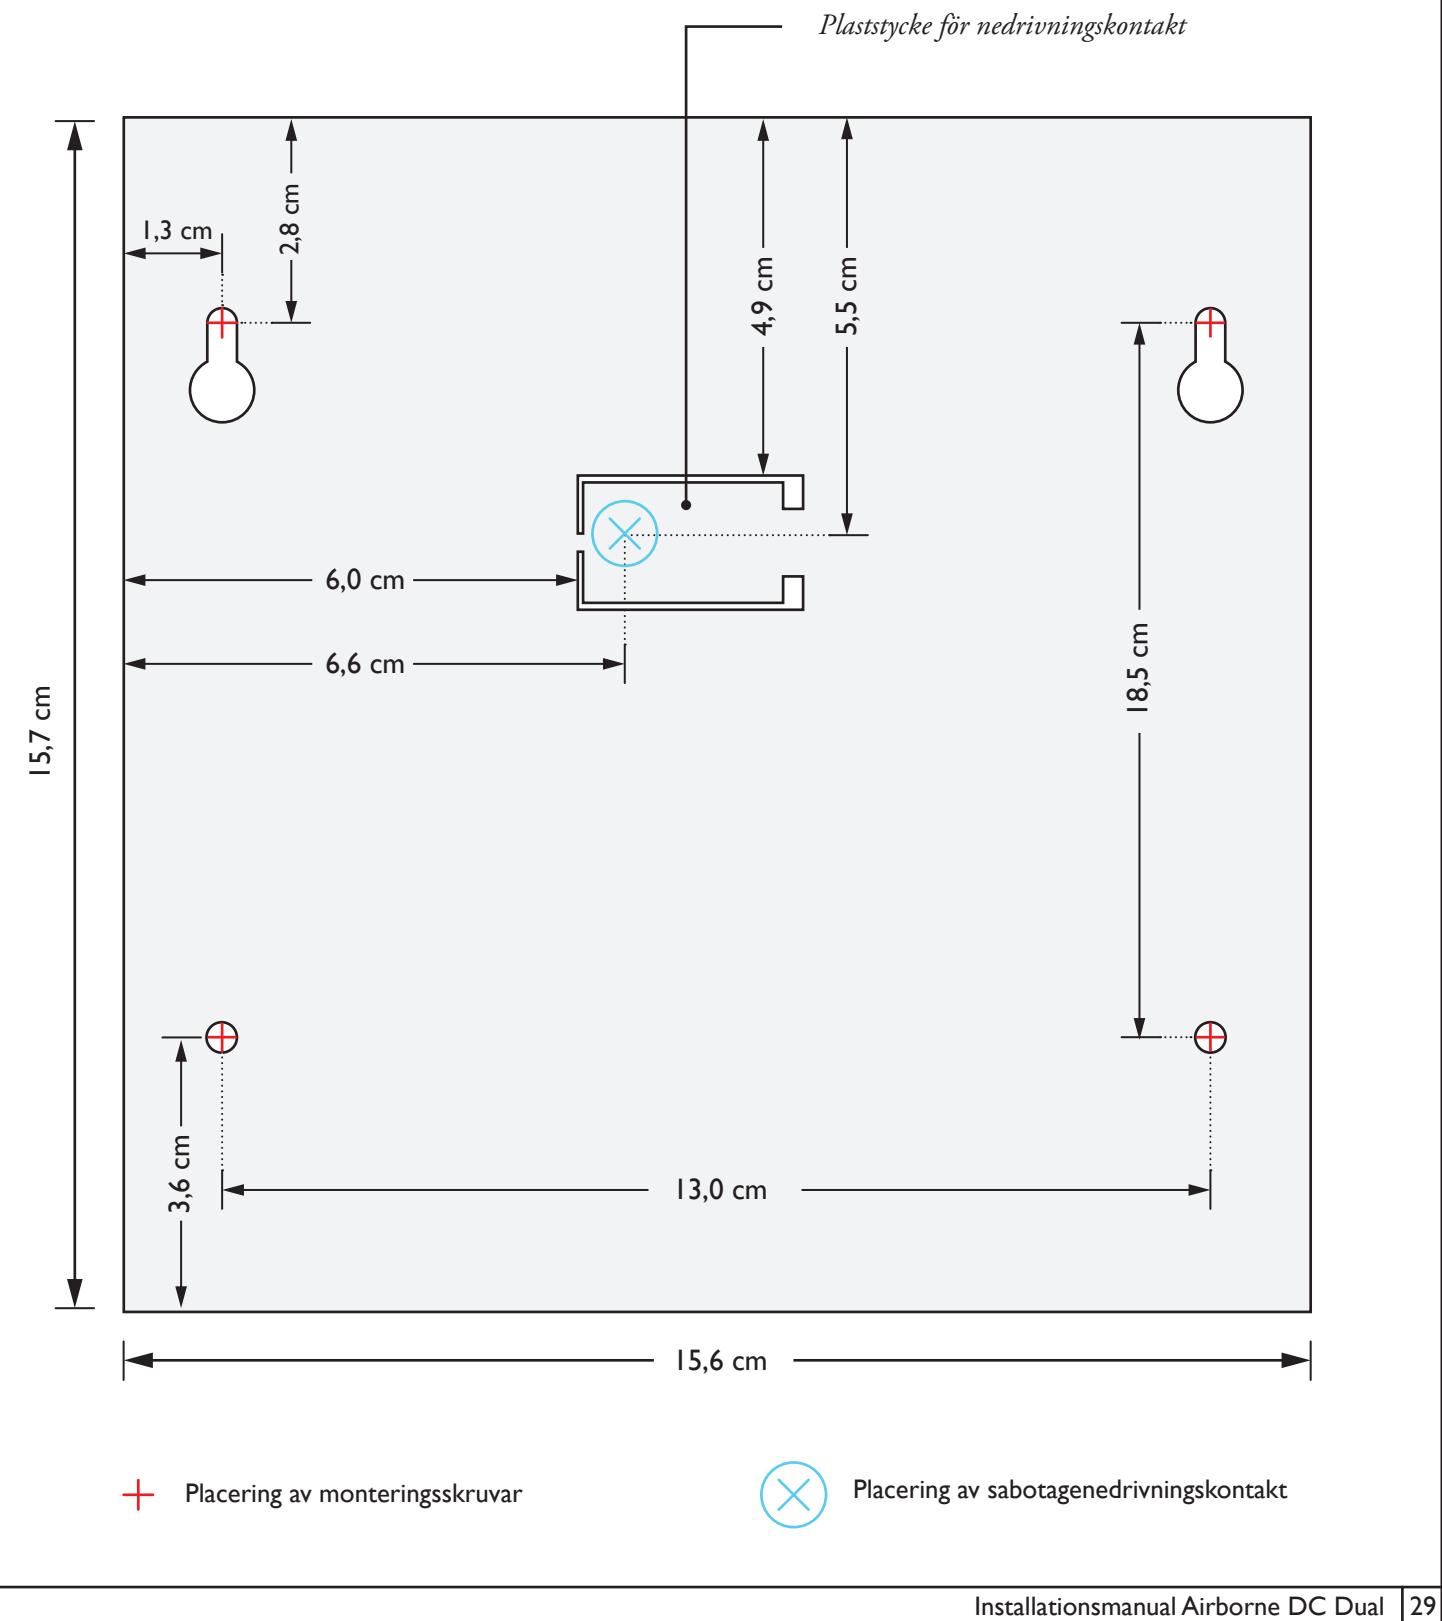 Plaststycke för nedrivningskontakt
1,3 cm
2,8 cm
4,9 cm
5,5 cm
6,0 cm
6,6 cm
18,5 cm
15,7 cm
3,6 cm
13,0 cm
15,6 cm
Placering av monteringsskruvar
Placering av sabotagenedrivningskontakt
Installationsmanual Airborne DC Dual 29